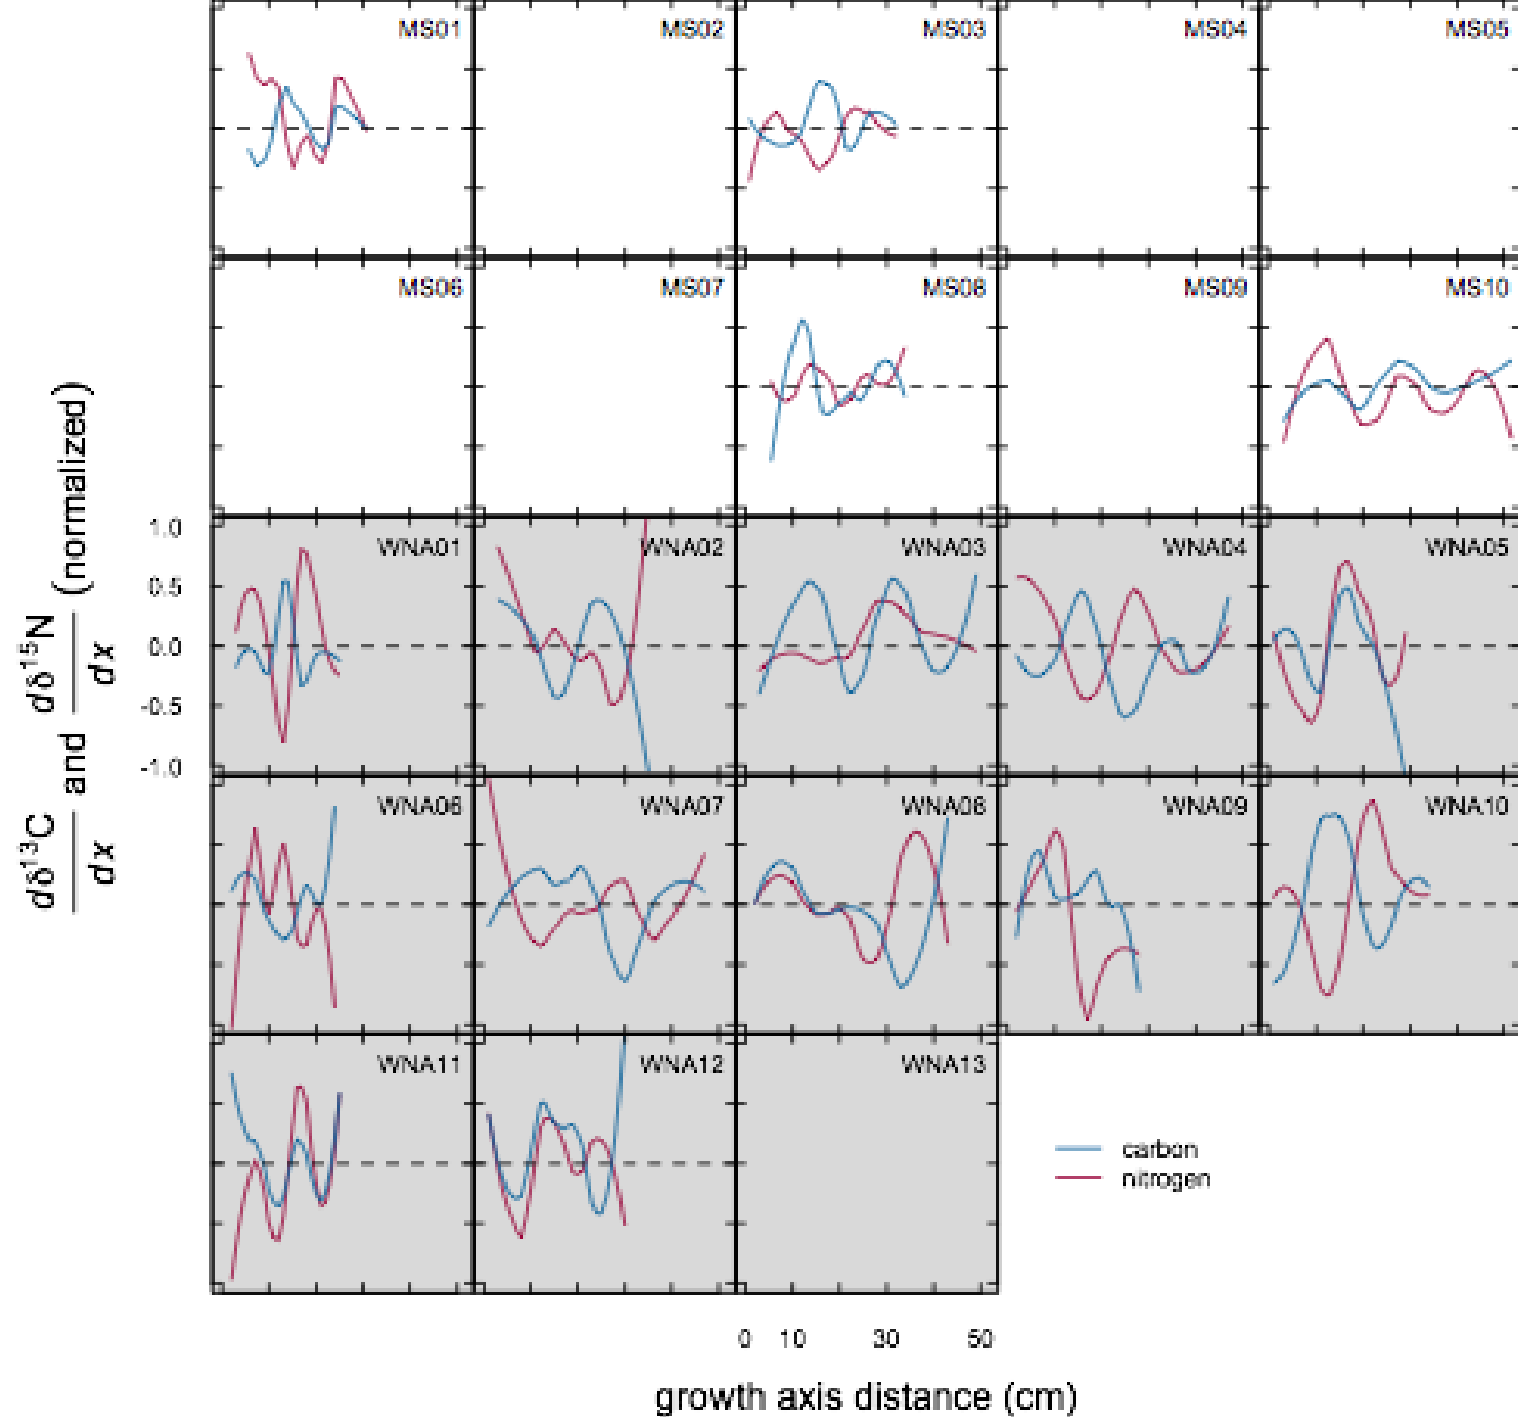 MS01 MS02 MS03 MS04 MS05
MS06 MS07 MS08 MS09 MS10
WNA01 WNA02 WNA03 WNA04 WNA05
1.0
0.5
0.0
-0.5
-1.0
WNA06 WNA07 WNA08 WNA09 WNA10
WNA11 WNA12 WNA13
dδ¹³C/dx and dδ¹⁵N/dx (normalized)
carbon
nitrogen
0 10 30 50
growth axis distance (cm)